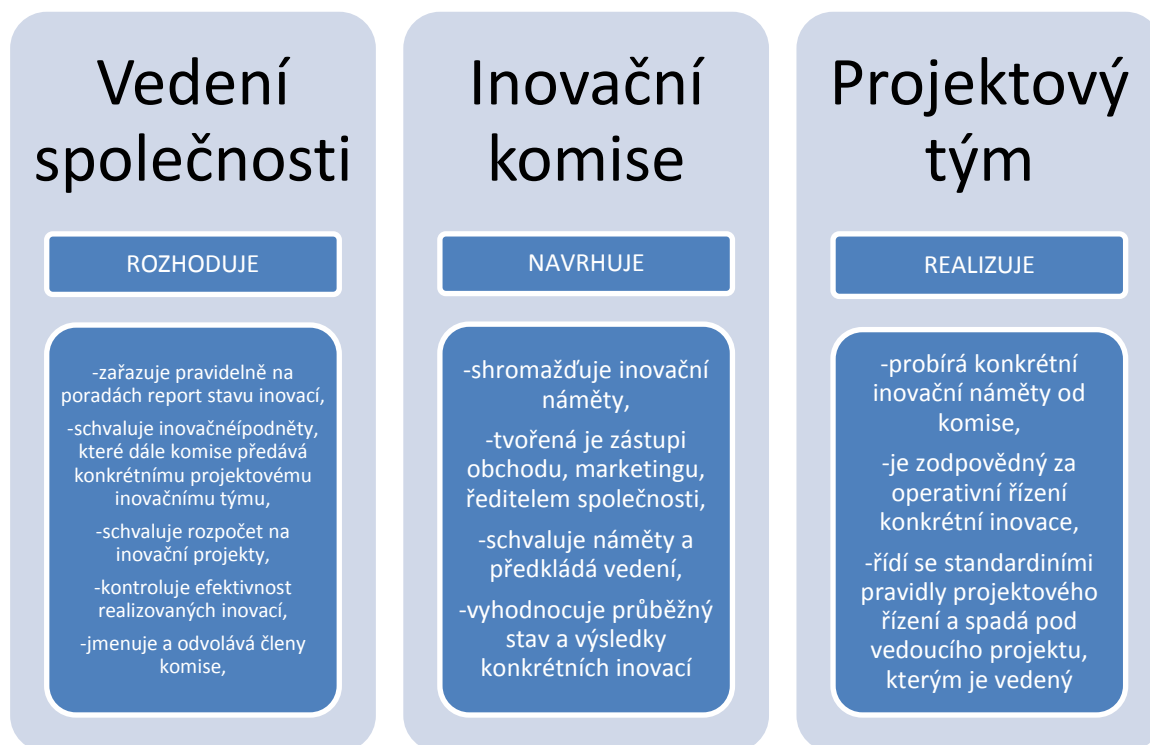 Vedení
společnosti
ROZHODUJE
-zařazuje pravidelně na
poradách report stavu inovací,
-schvaluje inovačnéípodněty,
které dále komise předává
konkrétnímu projektovému
inovačnímu týmu,
-schvaluje rozpočet na
inovační projekty,
-kontroluje efektivnost
realizovaných inovací,
-jmenuje a odvolává členy
komise,
Inovační
komise
NAVRHUJE
-shromažďuje inovační
náměty,
-tvořená je zástupi
obchodu, marketingu,
ředitelem společnosti,
-schvaluje náměty a
předkládá vedení,
-vyhodnocuje průběžný
stav a výsledky
konkrétních inovací
Projektový
tým
REALIZUJE
-probírá konkrétní
inovační náměty od
komise,
-je zodpovědný za
operativní řízení
konkrétní inovace,
-řídí se standardiními
pravidly projektového
řízení a spadá pod
vedoucího projektu,
kterým je vedený